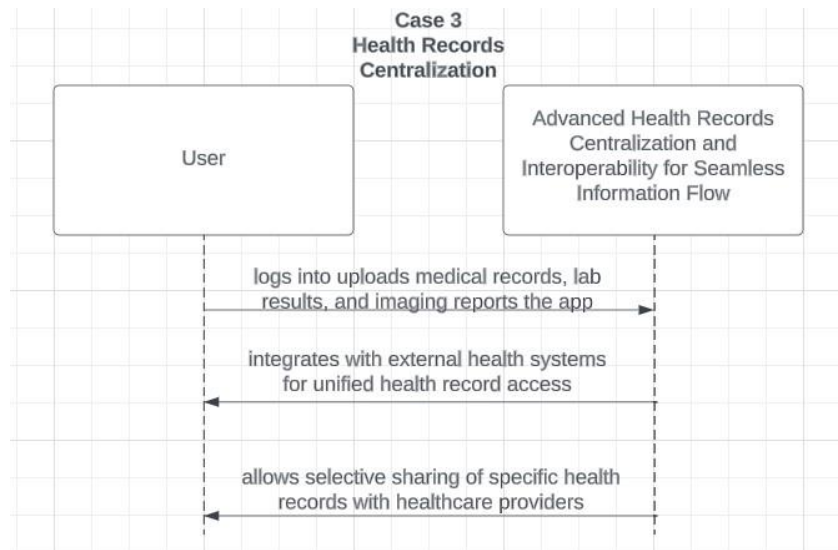 Case 3
Health Records
Centralization
User
Advanced Health Records
Centralization and
Interoperability for Seamless
Information Flow
logs into uploads medical records, lab
results, and imaging reports the app
integrates with external health systems
for unified health record access
allows selective sharing of specific health
records with healthcare providers